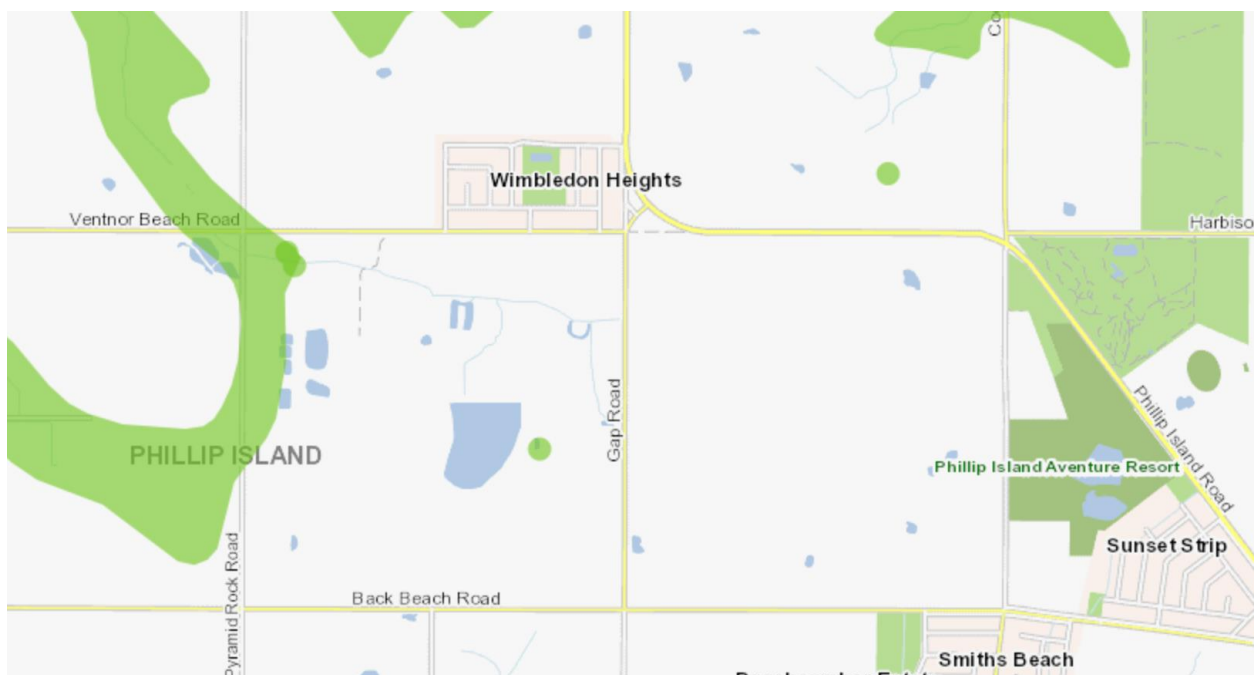 Co
Wimbledon Heights
Ventnor Beach Road
Harbiso
Gap Road
Phillip Island Road
PHILLIP ISLAND
Phillip Island Aventure Resort
Sunset Strip
Pyramid Rock Road
Back Beach Road
Smiths Beach